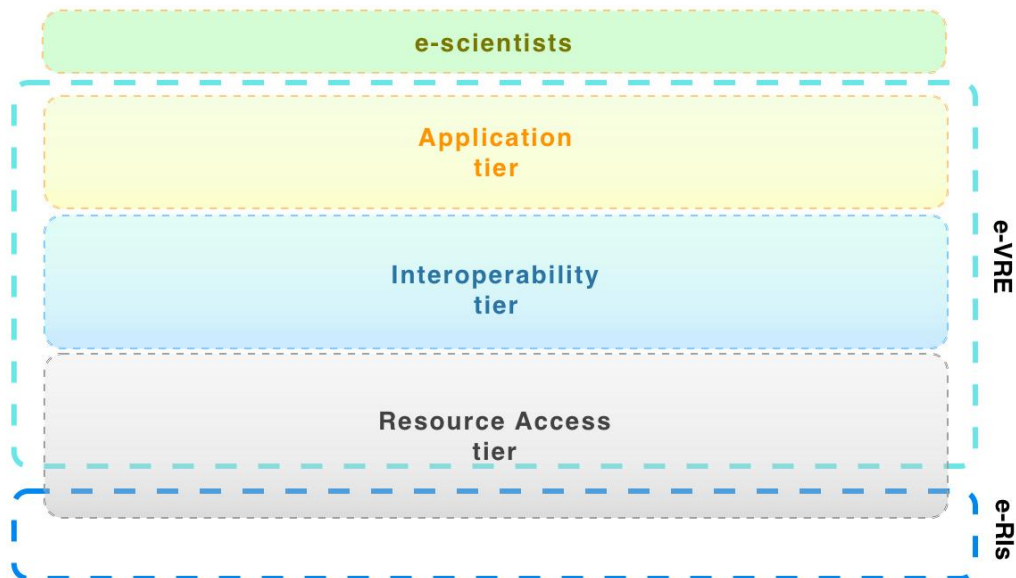 e-scientists
Application
tier
e-VRE
Interoperability
tier
Resource Access
tier
e-RIs